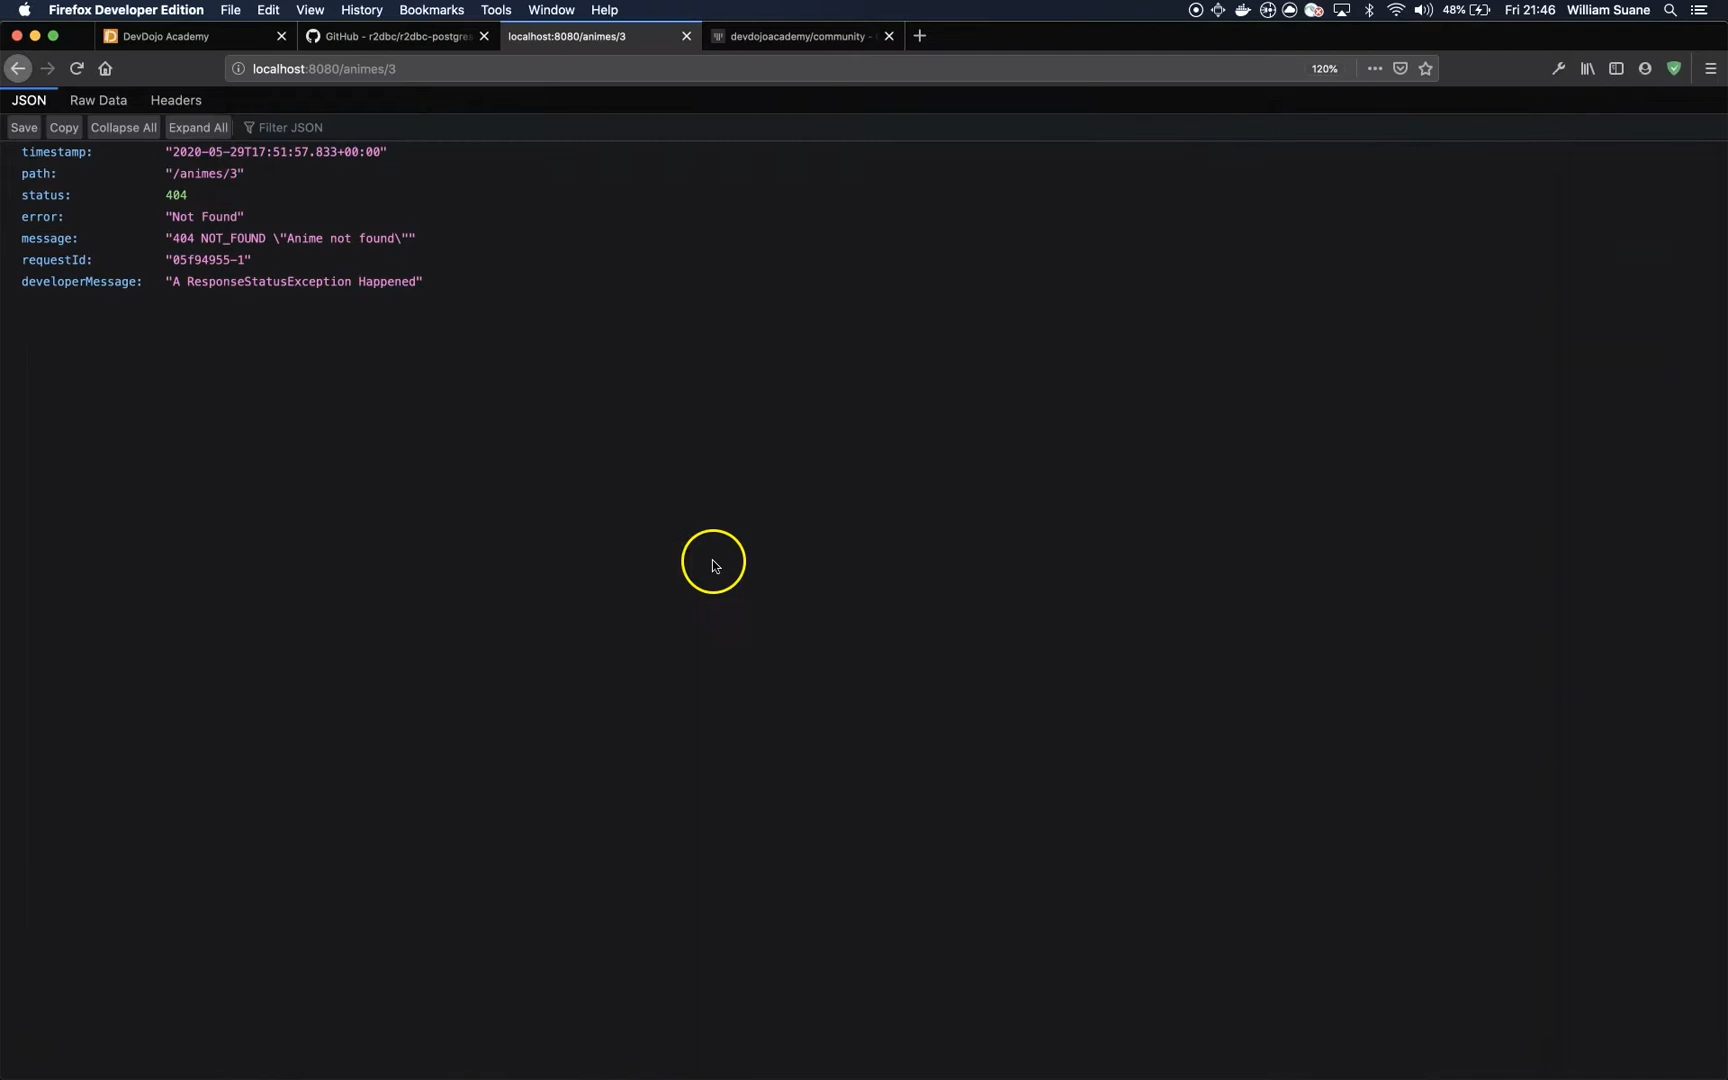 Firefox Developer Edition File Edit View History Bookmarks Tools Window Help 48% Fri 21:46 William Suane
DevDojo Academy GitHub - r2dbc/r2dbc-postgres localhost:8080/animes/3 devdojoacademy/community -
localhost:8080/animes/3 120%
JSON Raw Data Headers
Save Copy Collapse All Expand All Filter JSON
timestamp: "2020-05-29T17:51:57.833+00:00"
path: "/animes/3"
status: 404
error: "Not Found"
message: "404 NOT_FOUND \"Anime not found\""
requestId: "05f94955-1"
developerMessage: "A ResponseStatusException Happened"